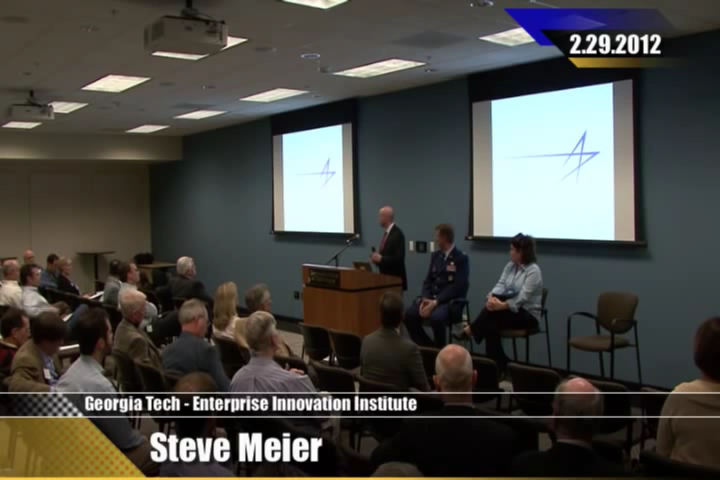 2.29.2012
Georgia Tech - Enterprise Innovation Institute
Steve Meier